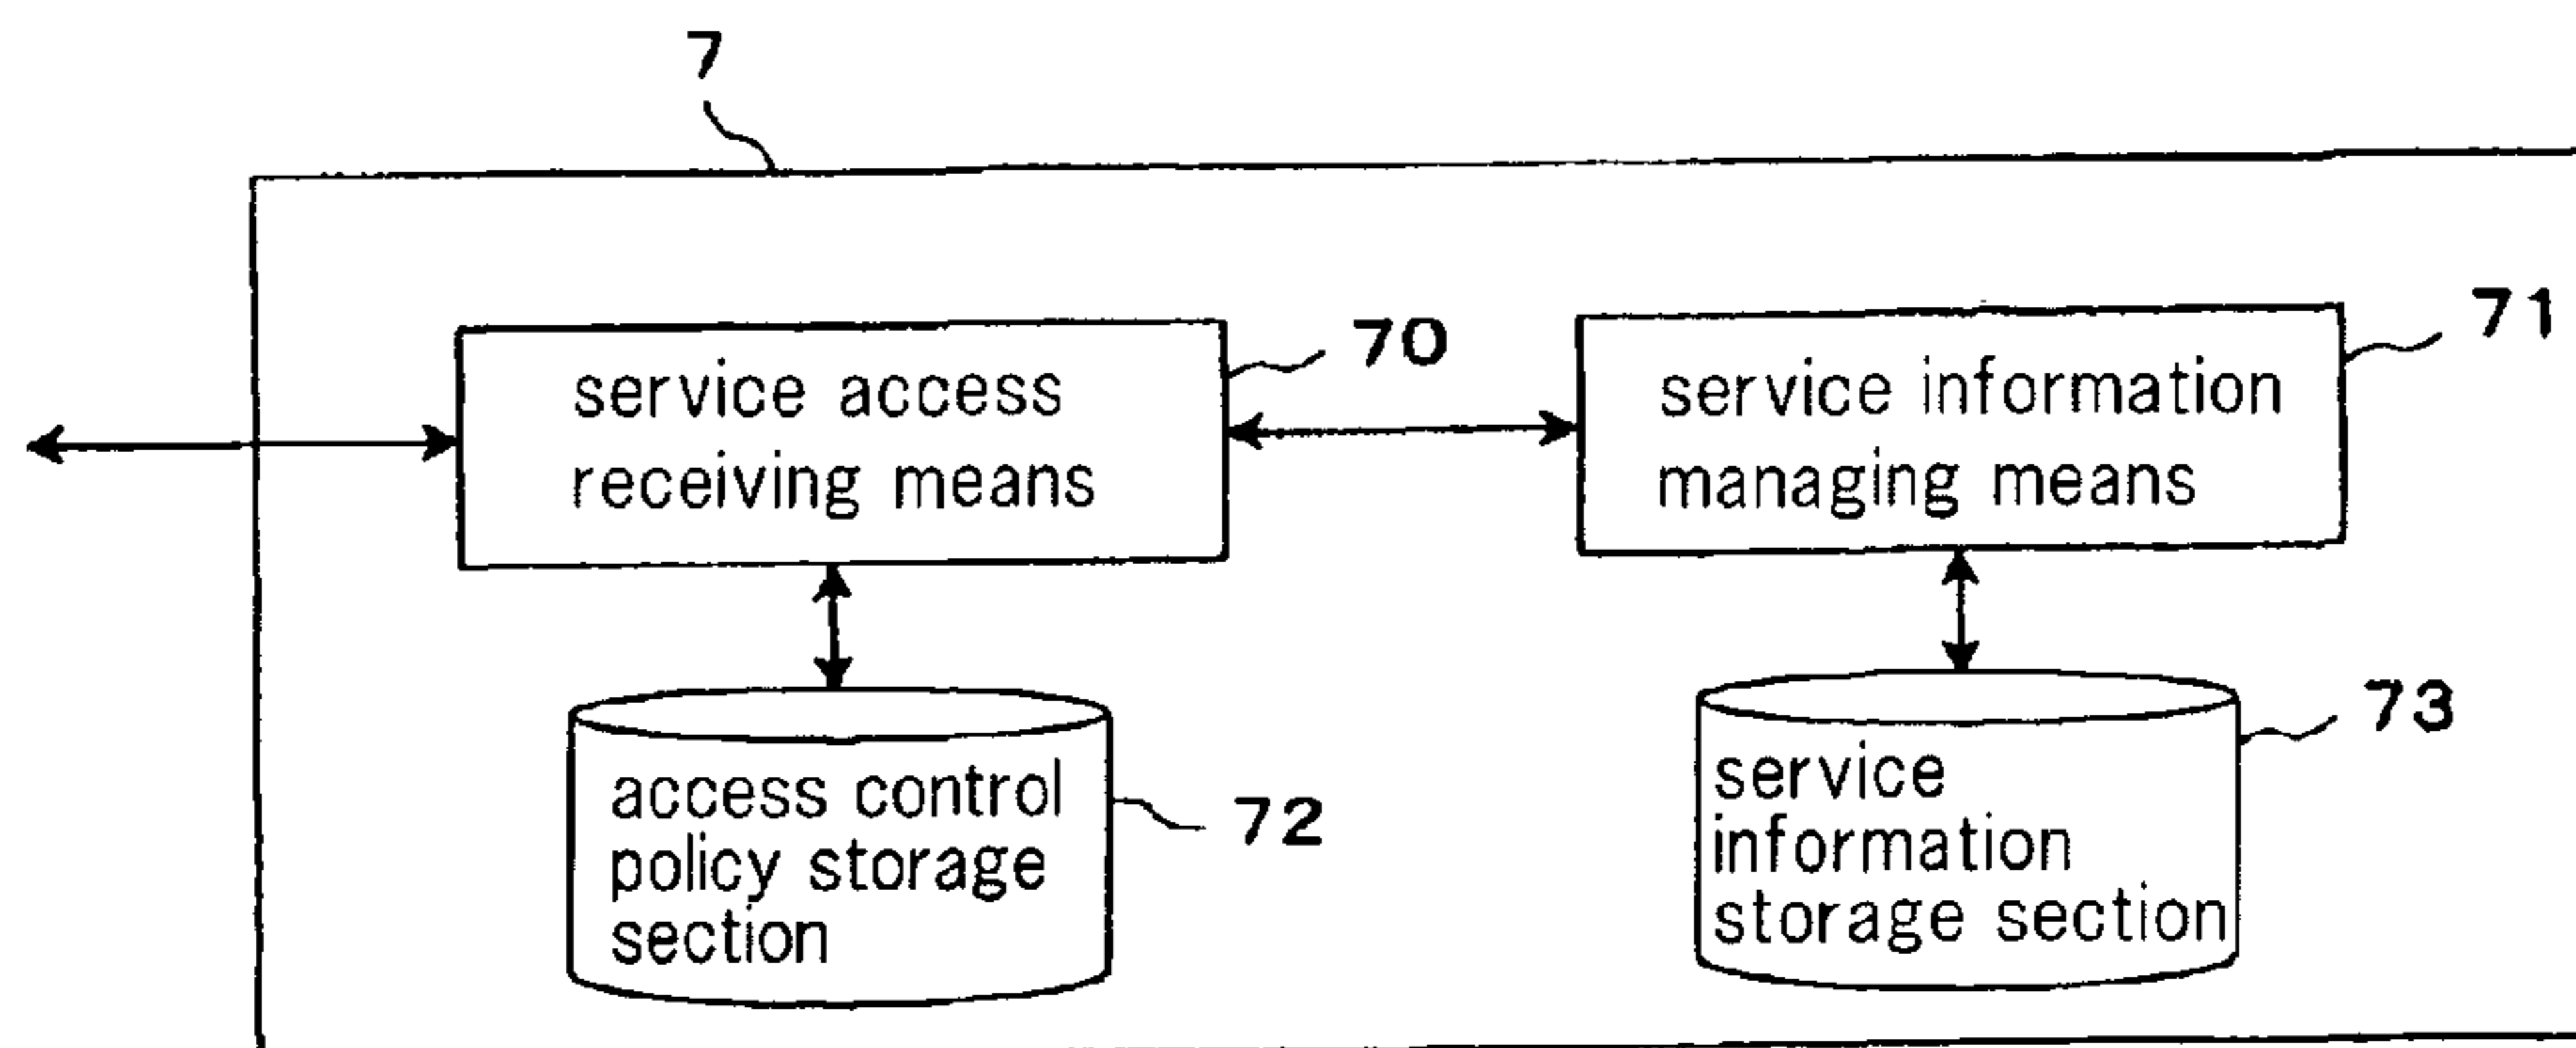 7
service access
receiving means
70
service information
managing means
71
access control
policy storage
section
72
service
information
storage section
73